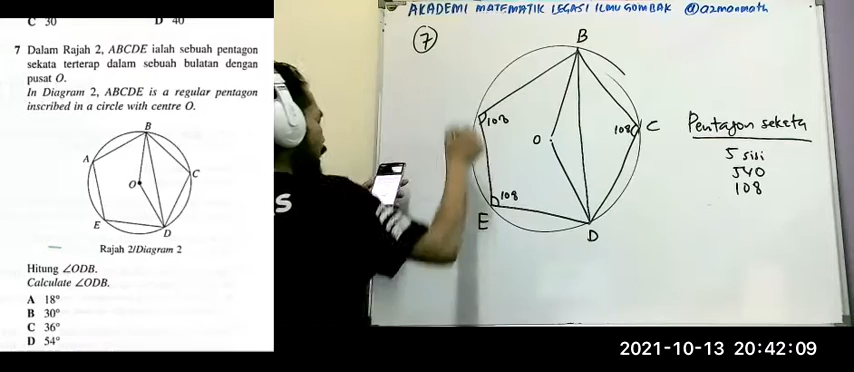 C 30 D 40
7 Dalam Rajah 2, ABCDE ialah sebuah pentagon
sekata terterap dalam sebuah bulatan dengan
pusat O.
In Diagram 2, ABCDE is a regular pentagon
inscribed in a circle with centre O.
B
A
C
O
E
D
Rajah 2/Diagram 2
Hitung ∠ODB.
Calculate ∠ODB.
A 18°
B 30°
C 36°
D 54°
S
AKADEMI MATEMATIK LEGASI ILMU GOMBAK @azmanmath
7
B
108
108
C
O
108
E
D
Pentagon seketa
5 sisi
540
108
2021-10-13 20:42:09